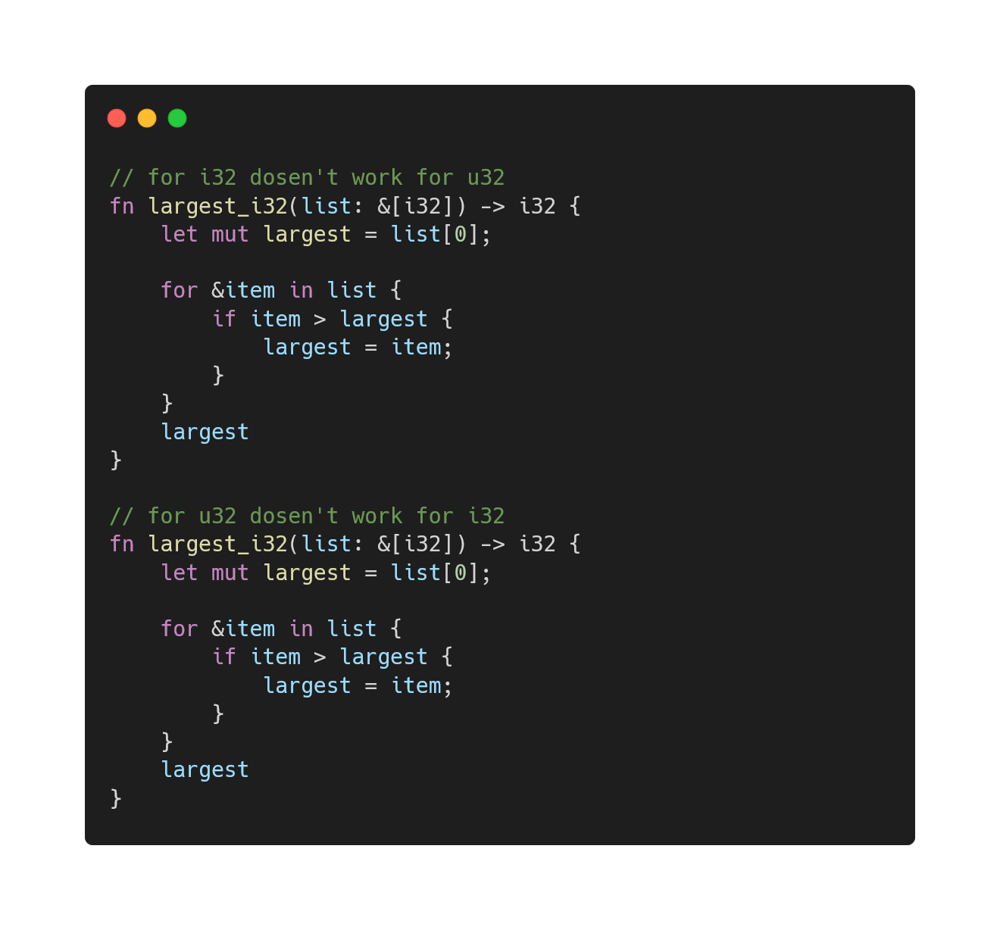 // for i32 dosen't work for u32
fn largest_i32(list: &[i32]) -> i32 {
    let mut largest = list[0];

    for &item in list {
        if item > largest {
            largest = item;
        }
    }
    largest
}

// for u32 dosen't work for i32
fn largest_i32(list: &[i32]) -> i32 {
    let mut largest = list[0];

    for &item in list {
        if item > largest {
            largest = item;
        }
    }
    largest
}